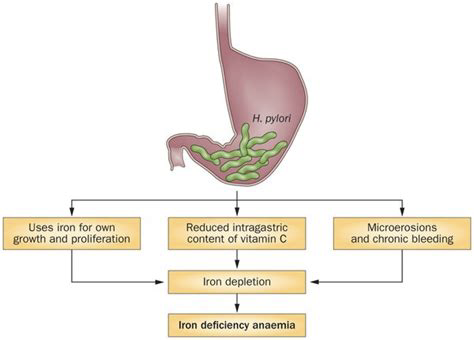 H. pylori
Uses iron for own
growth and proliferation
Reduced intragastric
content of vitamin C
Microerosions
and chronic bleeding
Iron depletion
Iron deficiency anaemia